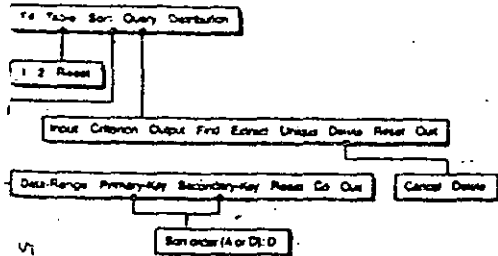 Table Sort Query Distribution
1 2 Reset
Input Criterion Output Find Extract Unique Delete Reset Quit
Data-Range Primary-Key Secondary-Key Reset Go Quit
Cancel Delete
Sort order (A or D): D